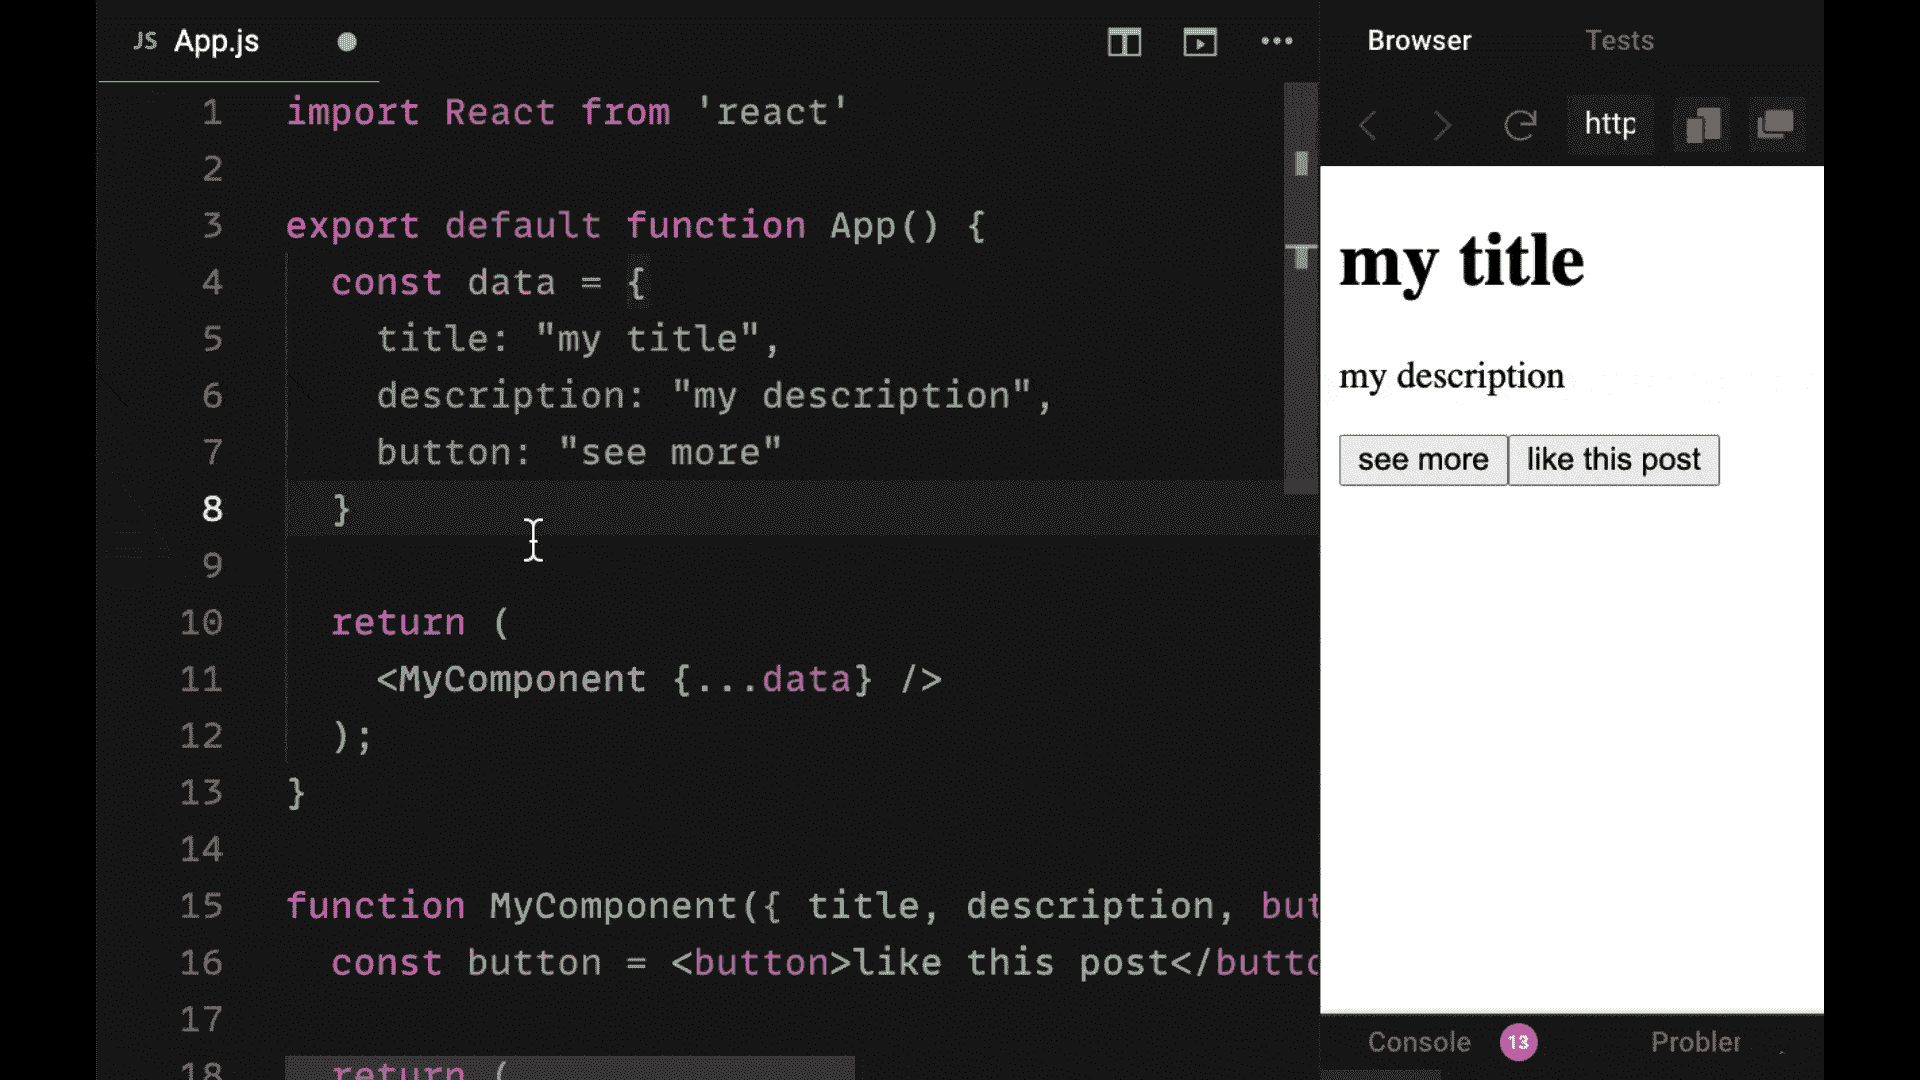 JS App.js
Browser Tests
http
1 import React from 'react'
2
3 export default function App() {
4 const data = {
5 title: "my title",
6 description: "my description",
7 button: "see more"
8 }
9
10 return (
11 <MyComponent {...data} />
12 );
13 }
14
15 function MyComponent({ title, description, but
16 const button = <button>like this post</butto
17
18 return (
my title
my description
see more like this post
Console 13 Probler